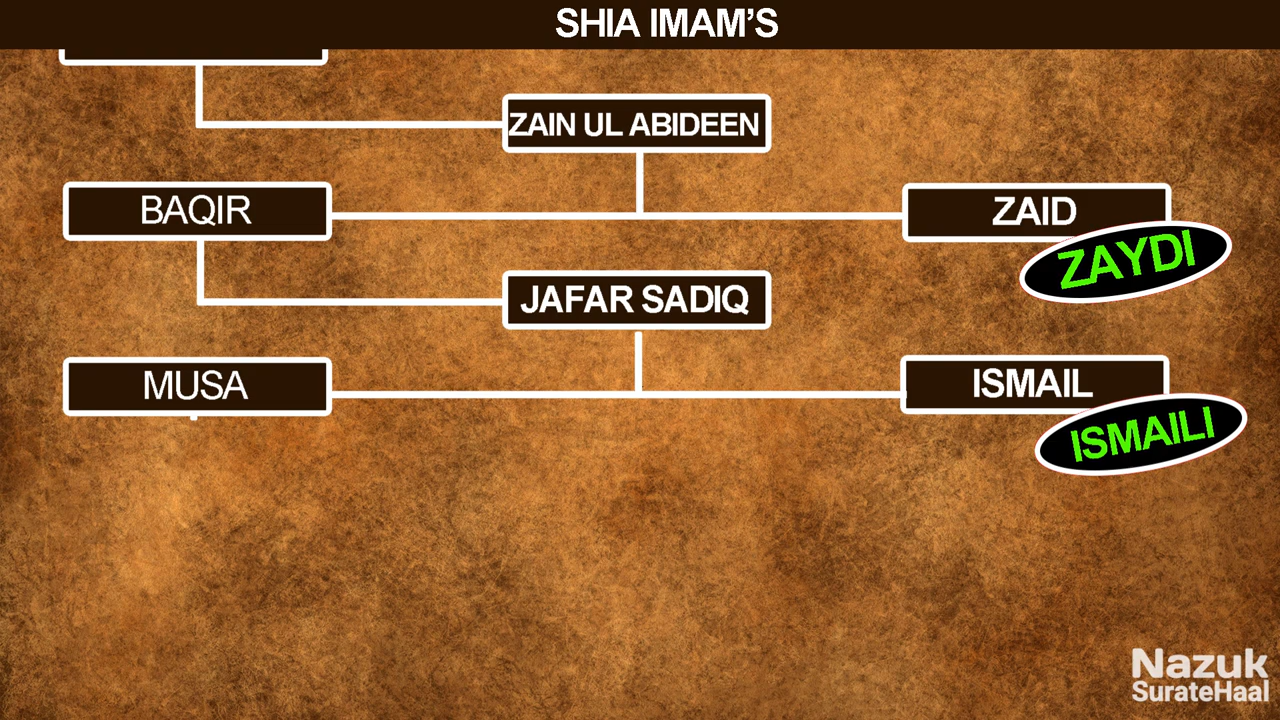 SHIA IMAM'S
ZAIN UL ABIDEEN
BAQIR
ZAID
ZAYDI
JAFAR SADIQ
MUSA
ISMAIL
ISMAILI
Nazuk
SurateHaal